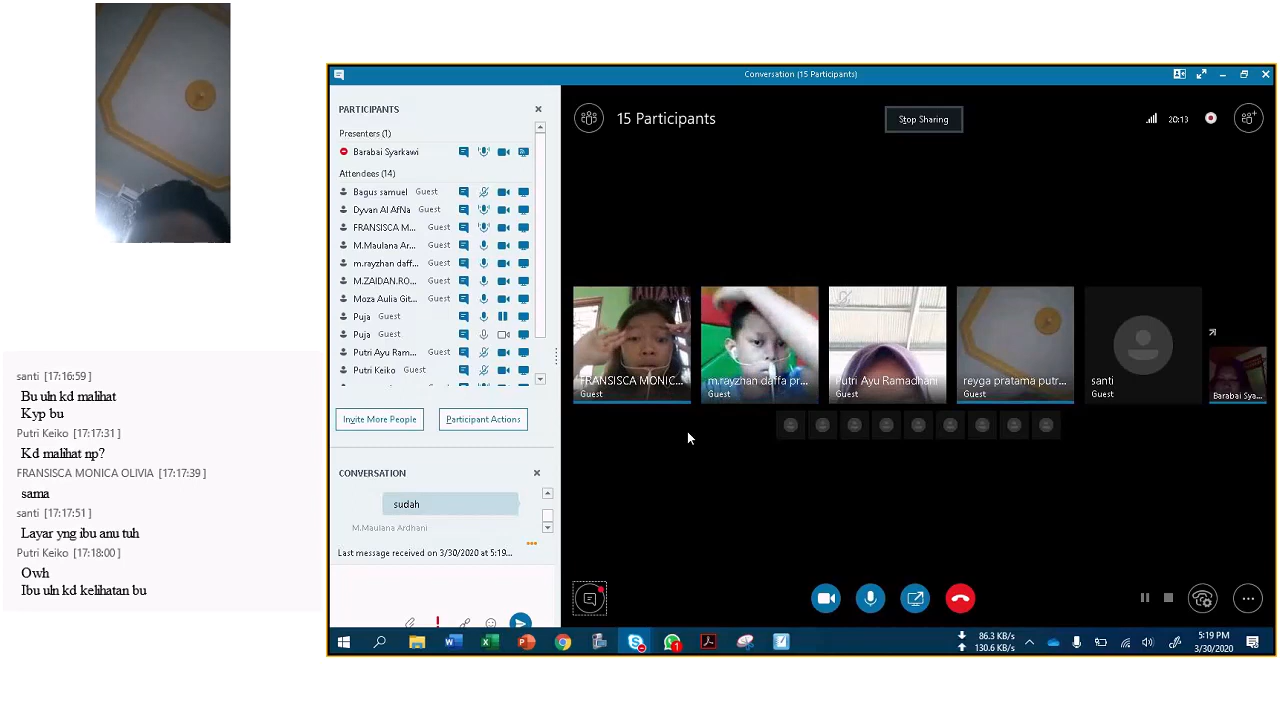 santi [17:16:59]
Bu uln kd malihat
Kyp bu
Putri Keiko [17:17:31]
Kd malihat np?
FRANSISCA MONICA OLIVIA [17:17:39]
sama
santi [17:17:51]
Layar yng ibu anu tuh
Putri Keiko [17:18:00]
Owh
Ibu uln kd kelihatan bu
Conversation (15 Participants)
PARTICIPANTS
Presenters (1)
Barabai Syarkawi
Attendees (14)
Bagus samuel Guest
Dyvan Al AfNa Guest
FRANSISCA M... Guest
M.Maulana Ar... Guest
m.rayzhan daff... Guest
M.ZAIDAN.RO... Guest
Moza Aulia Git... Guest
Puja Guest
Puja Guest
Putri Ayu Ram... Guest
Putri Keiko Guest
Invite More People
Participant Actions
CONVERSATION
sudah
M.Maulana Ardhani
Last message received on 3/30/2020 at 5:19...
15 Participants
Stop Sharing
20:13
FRANSISCA MONIC...
Guest
m.rayzhan daffa pr...
Guest
Putri Ayu Ramadhani
Guest
reyga pratama putr...
Guest
santi
Guest
Barabai Sya...
86.3 KB/s
130.6 KB/s
5:19 PM
3/30/2020